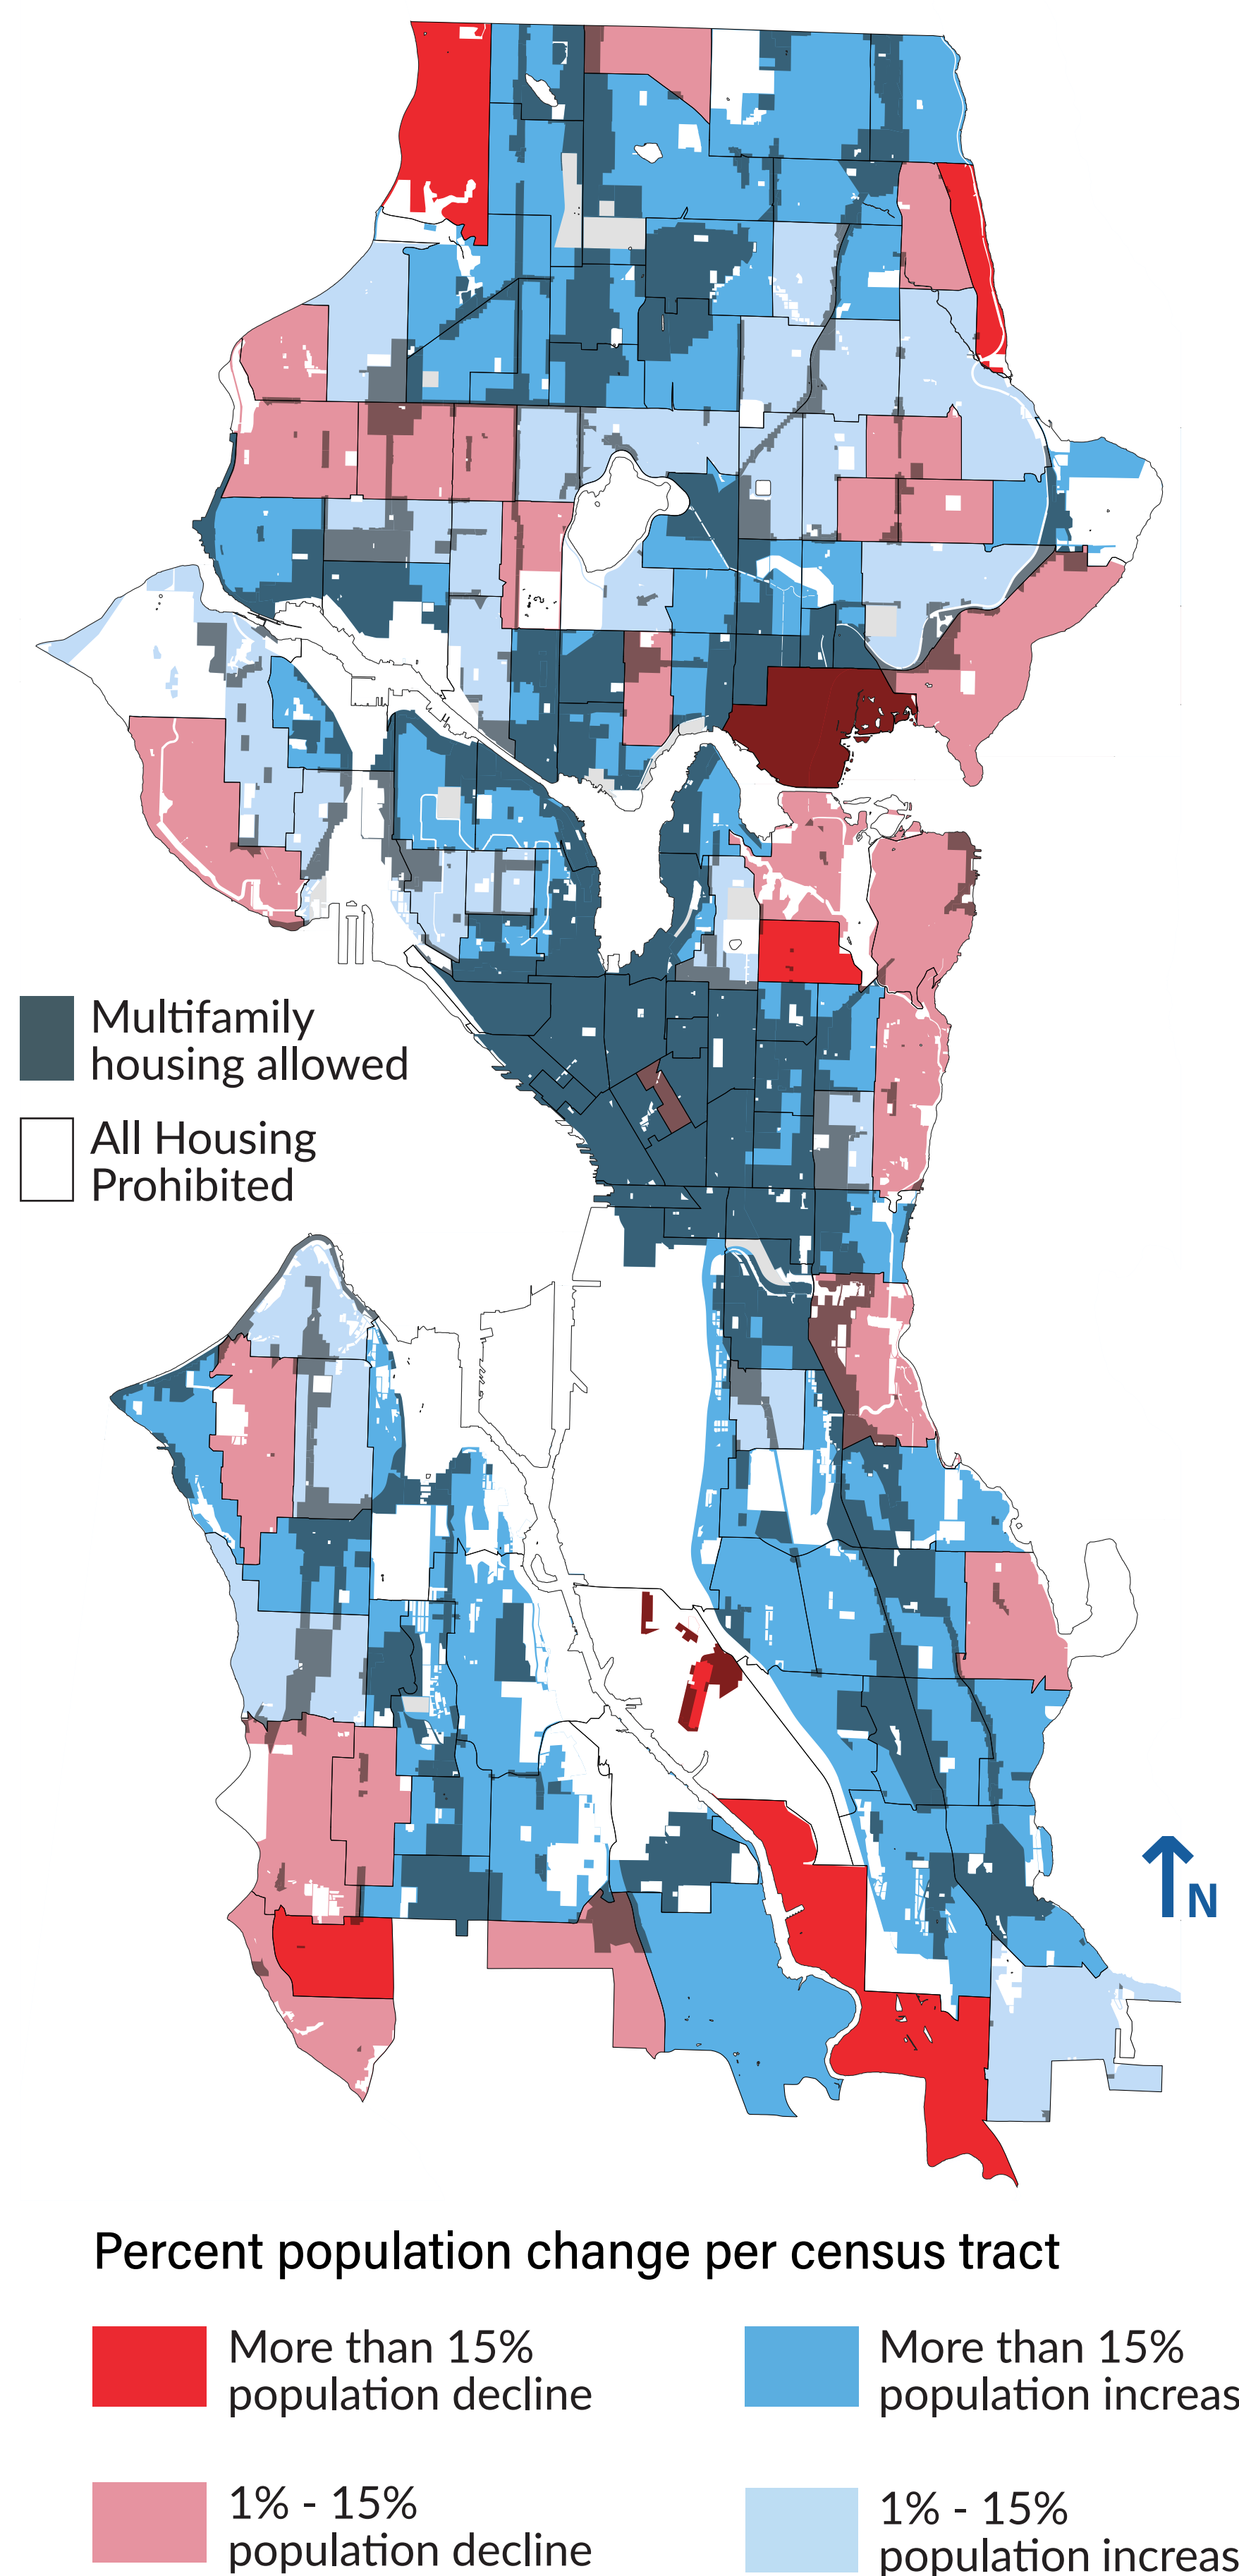 Multifamily
housing allowed
All Housing
Prohibited
N
Percent population change per census tract
More than 15%
population decline
More than 15%
population increas
1% - 15%
population decline
1% - 15%
population increas